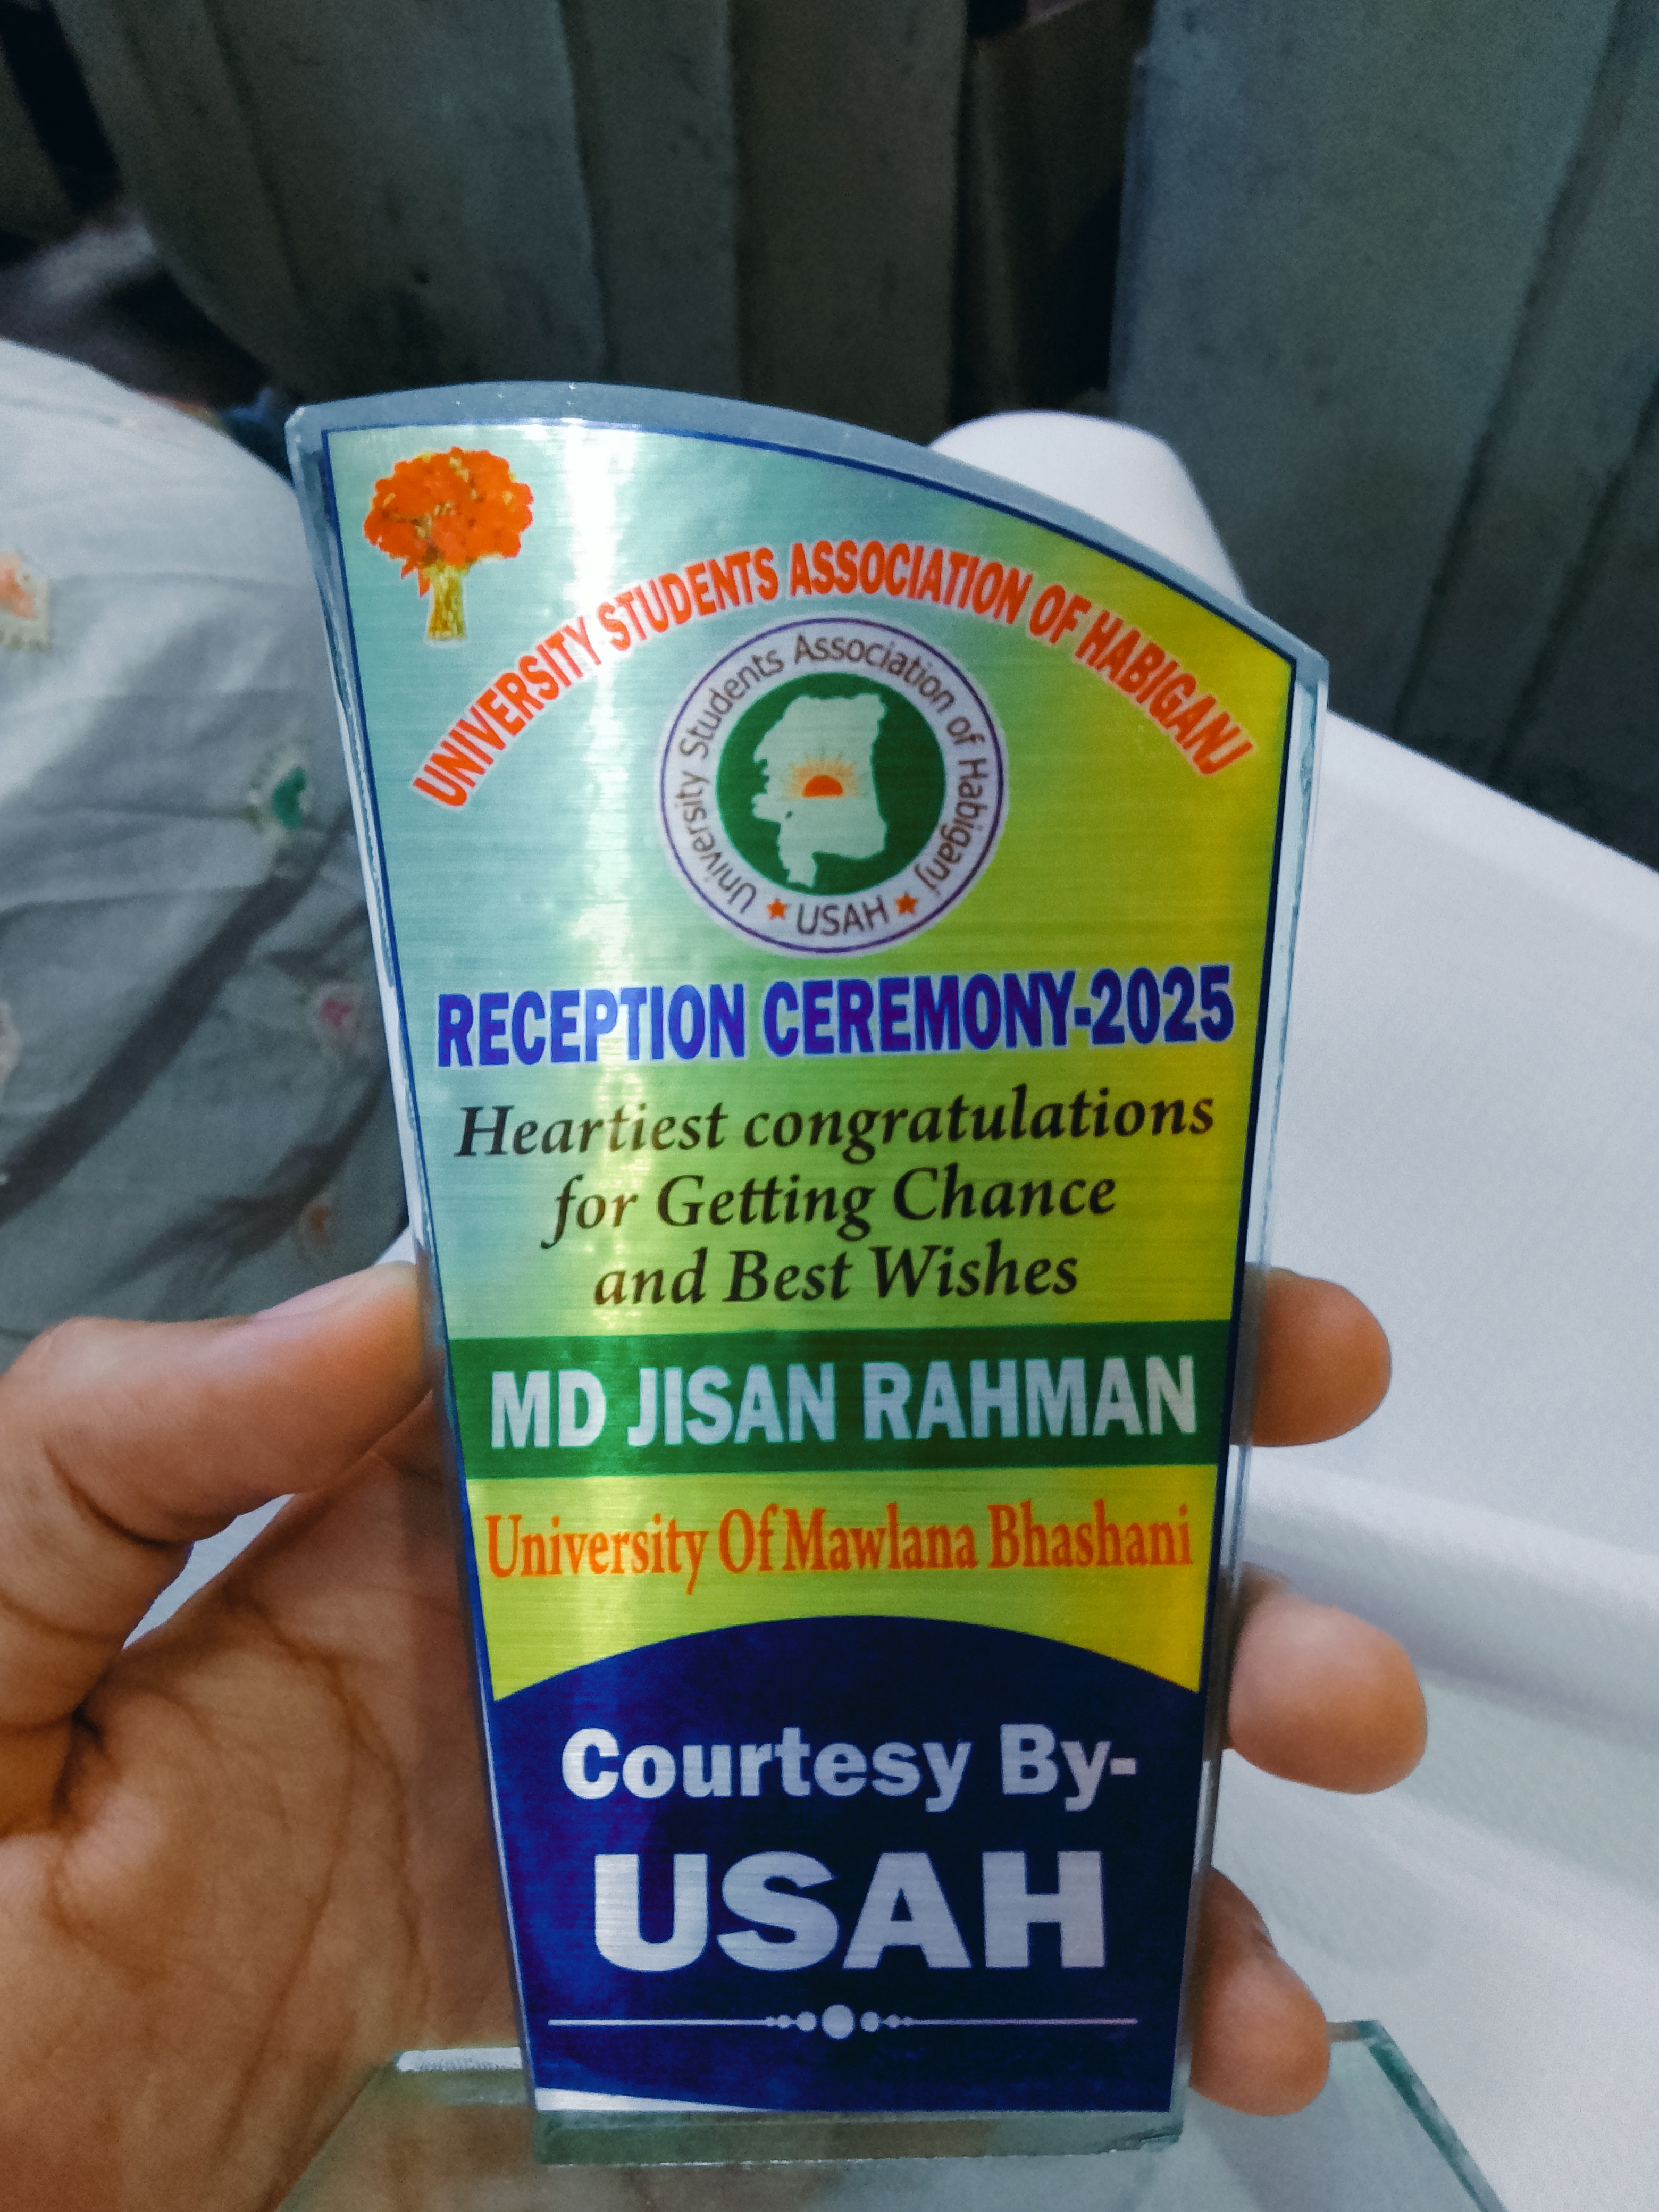 UNIVERSITY STUDENTS ASSOCIATION OF HABIGANJ
University Students Association of Habiganj
USAH
RECEPTION CEREMONY-2025
Heartiest congratulations
for Getting Chance
and Best Wishes
MD JISAN RAHMAN
University Of Mawlana Bhashani
Courtesy By-
USAH